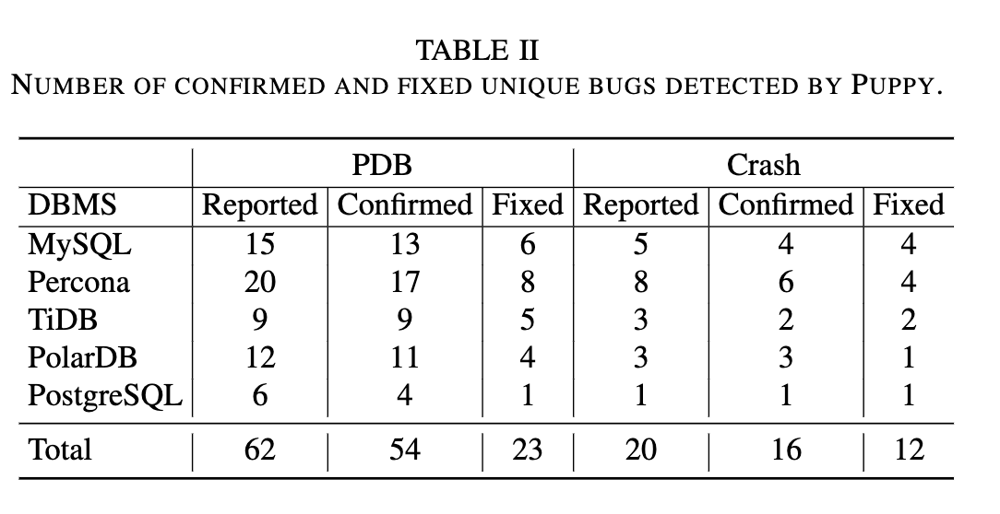 TABLE II
NUMBER OF CONFIRMED AND FIXED UNIQUE BUGS DETECTED BY PUPPY.
PDB Crash
DBMS Reported Confirmed Fixed Reported Confirmed Fixed
MySQL 15 13 6 5 4 4
Percona 20 17 8 8 6 4
TiDB 9 9 5 3 2 2
PolarDB 12 11 4 3 3 1
PostgreSQL 6 4 1 1 1 1
Total 62 54 23 20 16 12